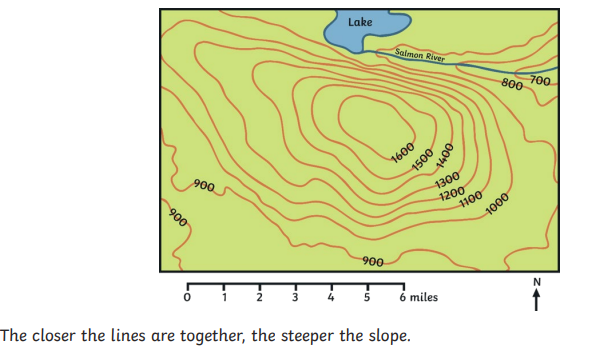 Lake
Salmon River
800 700
1600
1500
1400
1300
1200
1100
1000
900
900
900
N
0 1 2 3 4 5 6 miles
The closer the lines are together, the steeper the slope.